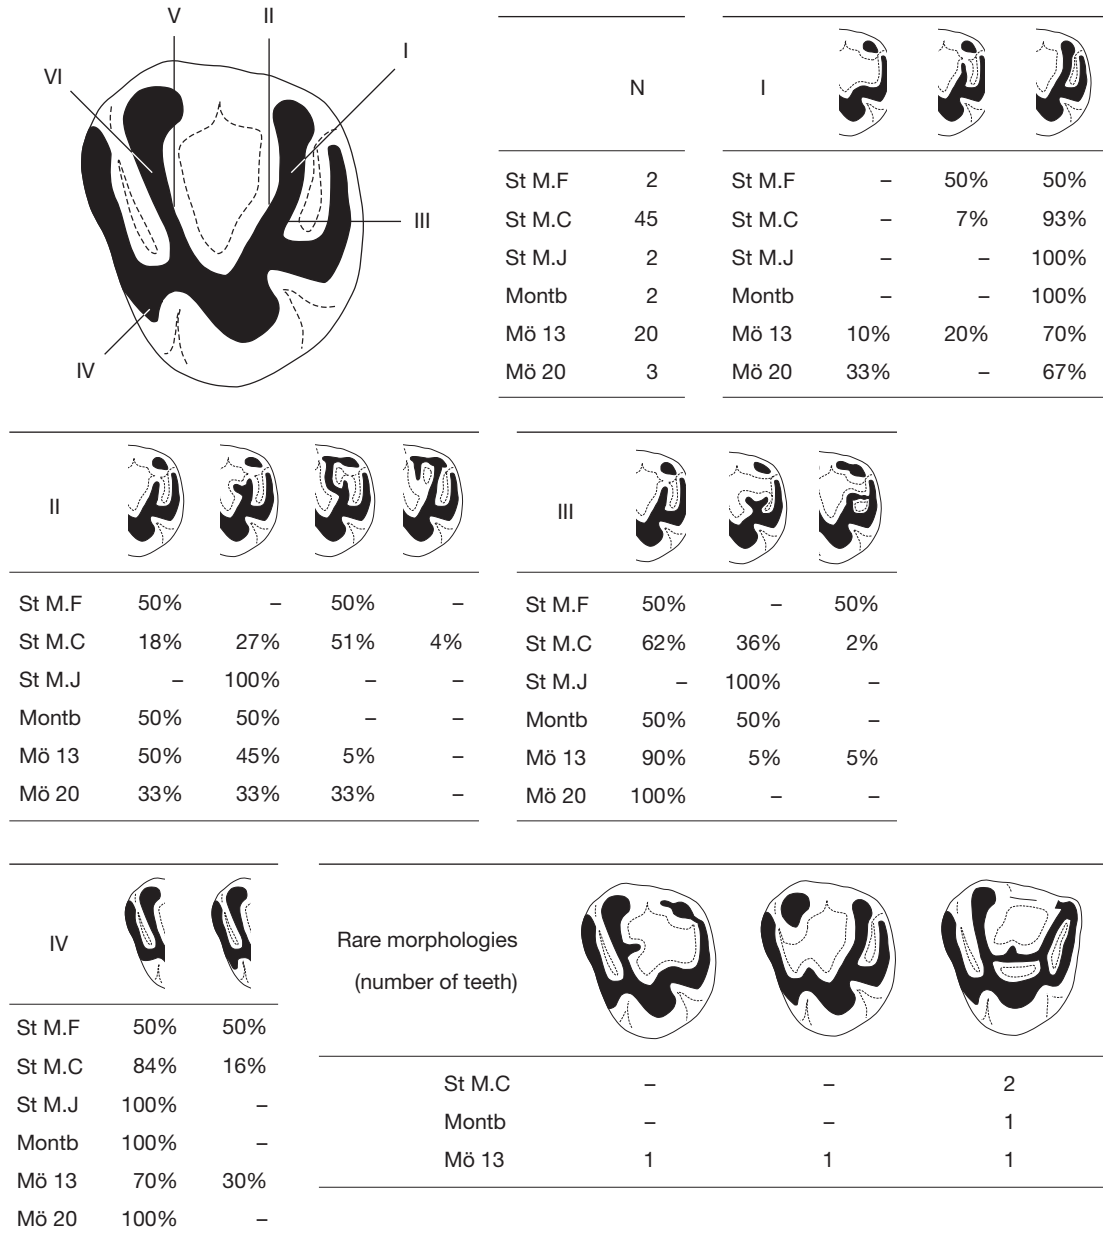 V
II
I
VI
III
IV
N
St M.F 2
St M.C 45
St M.J 2
Montb 2
Mö 13 20
Mö 20 3
I
St M.F – 50% 50%
St M.C – 7% 93%
St M.J – – 100%
Montb – – 100%
Mö 13 10% 20% 70%
Mö 20 33% – 67%
II
St M.F 50% – 50% –
St M.C 18% 27% 51% 4%
St M.J – 100% – –
Montb 50% 50% – –
Mö 13 50% 45% 5% –
Mö 20 33% 33% 33% –
III
St M.F 50% – 50%
St M.C 62% 36% 2%
St M.J – 100% –
Montb 50% 50% –
Mö 13 90% 5% 5%
Mö 20 100% – –
IV
St M.F 50% 50%
St M.C 84% 16%
St M.J 100% –
Montb 100% –
Mö 13 70% 30%
Mö 20 100% –
Rare morphologies
(number of teeth)
St M.C – – 2
Montb – – 1
Mö 13 1 1 1